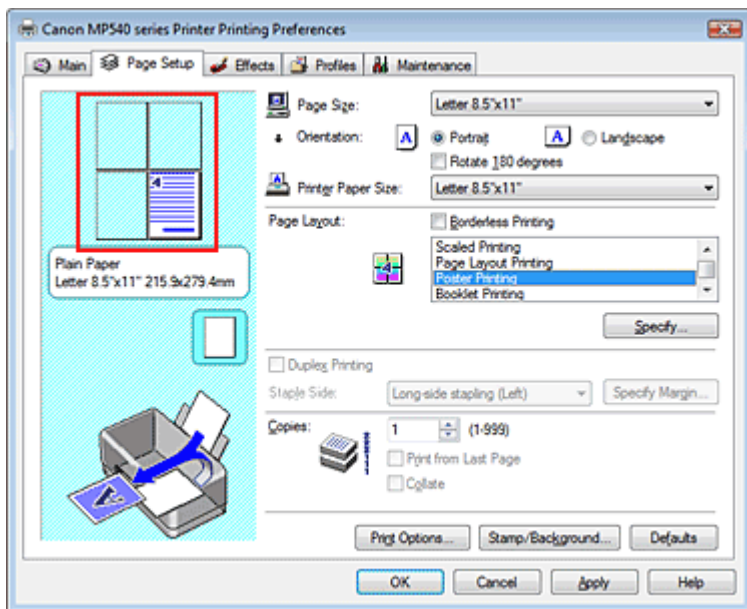 Canon MP540 series Printer Printing Preferences
Main Page Setup Effects Profiles Maintenance
Page Size: Letter 8.5"x11"
Orientation: A Portrait A Landscape
Rotate 180 degrees
Printer Paper Size: Letter 8.5"x11"
Page Layout: Borderless Printing
Scaled Printing
Page Layout Printing
Poster Printing
Booklet Printing
Specify...
Plain Paper
Letter 8.5"x11" 215.9x279.4mm
Duplex Printing
Staple Side: Long-side stapling (Left) Specify Margin...
Copies: 1 (1-999)
Print from Last Page
Collate
Print Options... Stamp/Background... Defaults
OK Cancel Apply Help